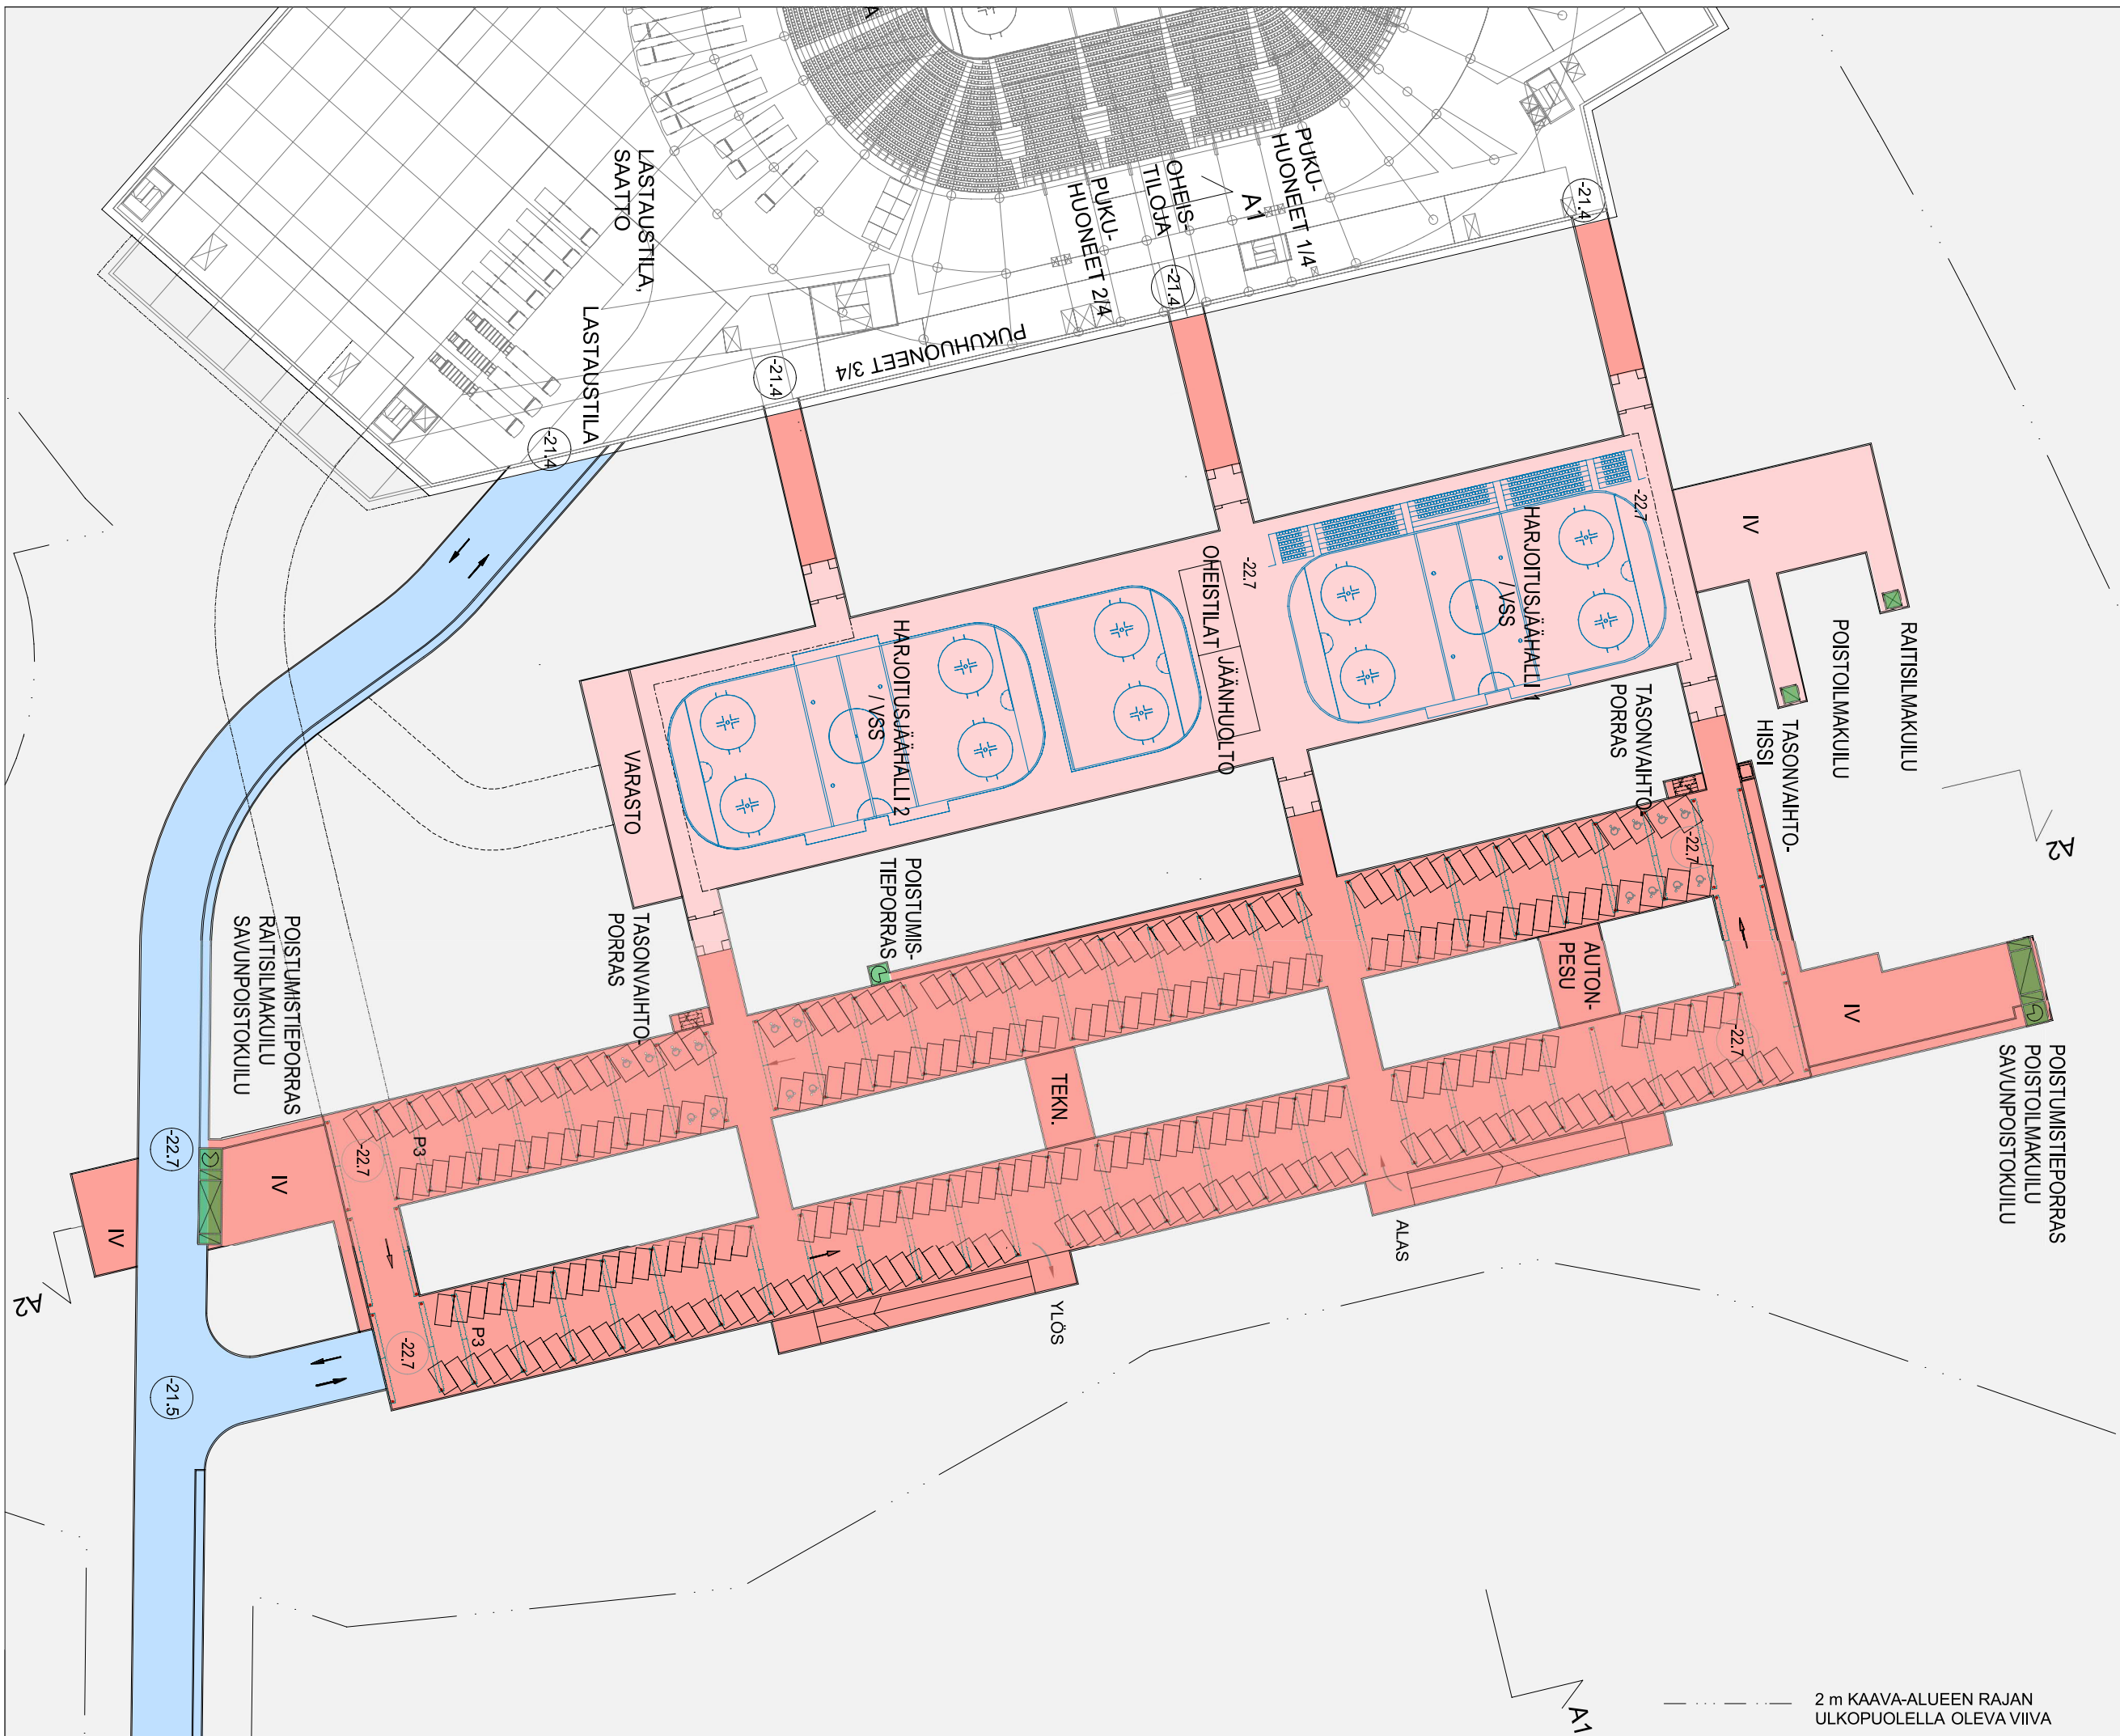 A
LASTAUSTILA,
SAATTO
LASTAUSTILA
PUKU-
HUONEET 1/4
OHEIS-
TILOJA
A1
PUKU-
HUONEET 2/4
PUKUHUONEET 3/4
-21.4
-21.4
-21.4
-21.4
IV
-22.7
HARJOITUSJÄÄHALLI 1
/ VSS
-22.7
OHEISTILAT
JÄÄNHUOLTO
HARJOITUSJÄÄHALLI 2
/ VSS
VARASTO
RAITISILMAKUILU
POISTOILMAKUILU
TASONVAIHTO-
HISSI
TASONVAIHTO-
PORRAS
A2
-22.7
POISTUMIS-
TIEPORRAS
TASONVAIHTO-
PORRAS
POISTUMISTIEPORRAS
RAITISILMAKUILU
SAVUNPOISTOKUILU
AUTON-
PESU
IV
-22.7
POISTUMISTIEPORRAS
POISTOILMAKUILU
SAVUNPOISTOKUILU
TEKN.
P3
-22.7
-22.7
IV
IV
A2
ALAS
YLÖS
P3
-22.7
-21.5
A1
2 m KAAVA-ALUEEN RAJAN
ULKOPUOLELLA OLEVA VIIVA